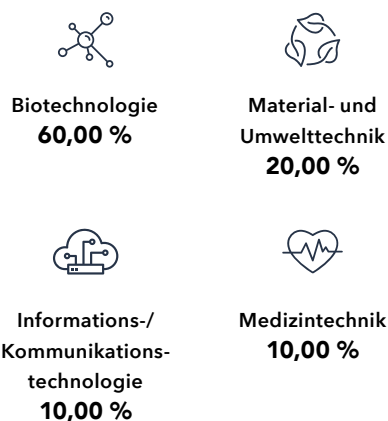 Biotechnologie
60,00 %
Material- und
Umwelttechnik
20,00 %
Informations-/
Kommunikations-
technologie
10,00 %
Medizintechnik
10,00 %